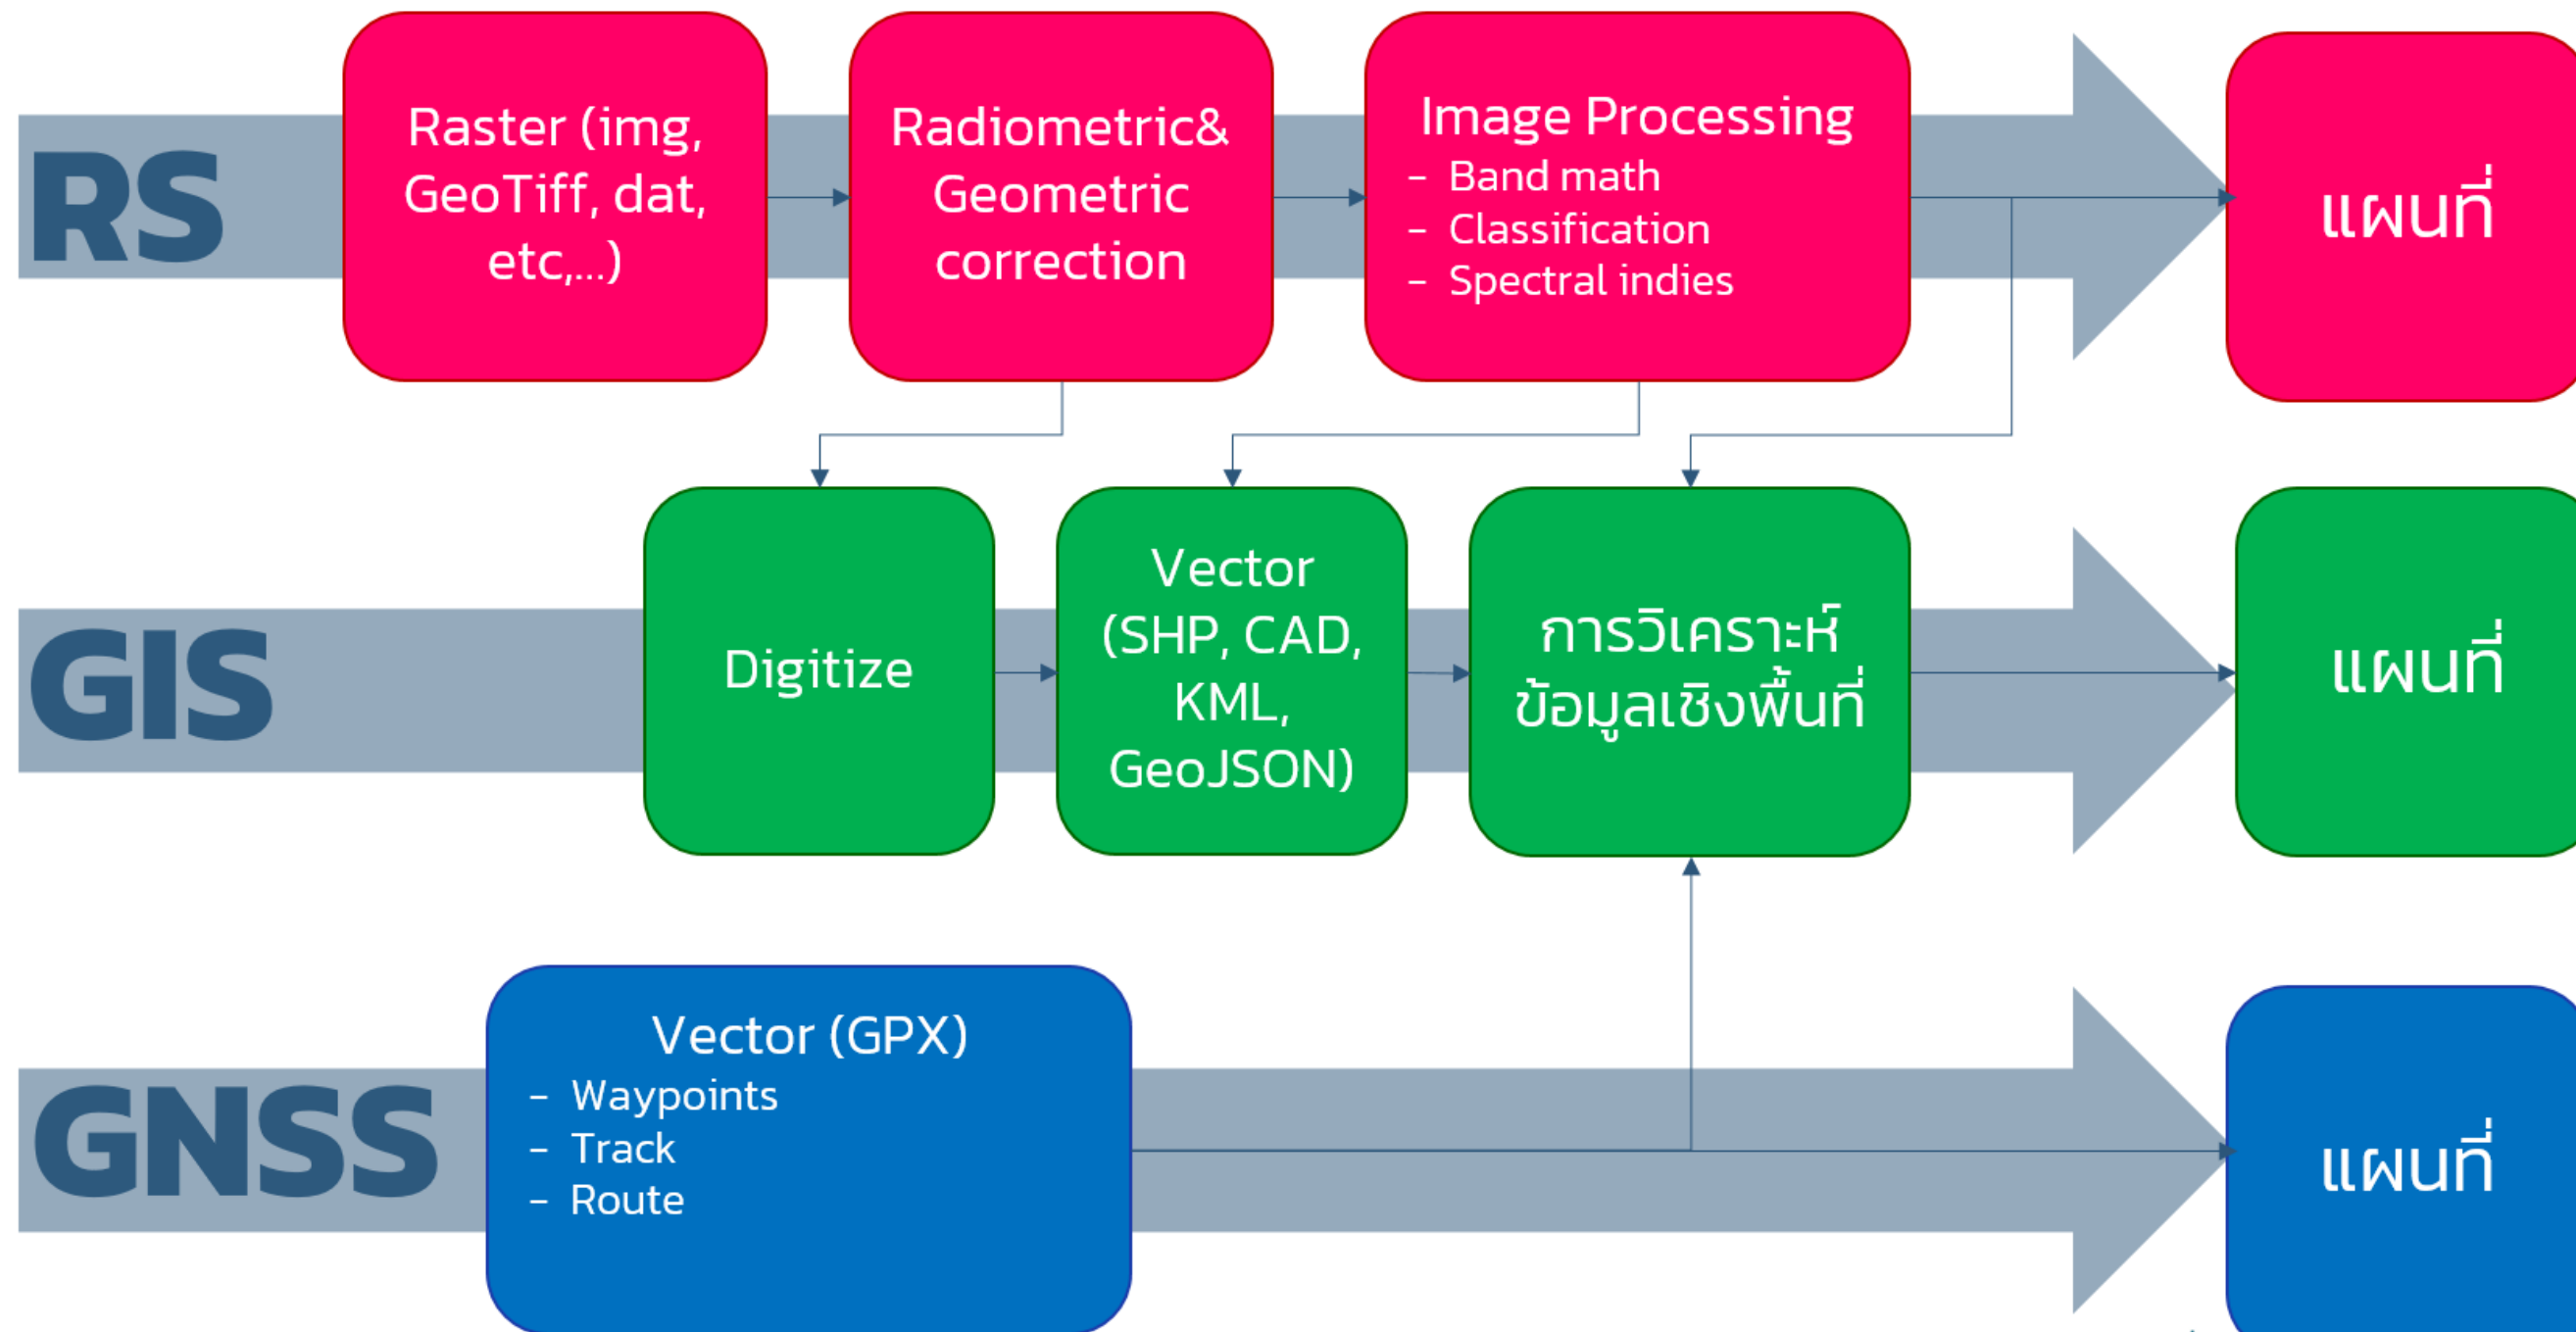 RS
Raster (img,
GeoTiff, dat,
etc,...)
Radiometric&
Geometric
correction
Image Processing
- Band math
- Classification
- Spectral indies
แผนที่
GIS
Digitize
Vector
(SHP, CAD,
KML,
GeoJSON)
การวิเคราะห์
ข้อมูลเชิงพื้นที่
แผนที่
GNSS
Vector (GPX)
- Waypoints
- Track
- Route
แผนที่